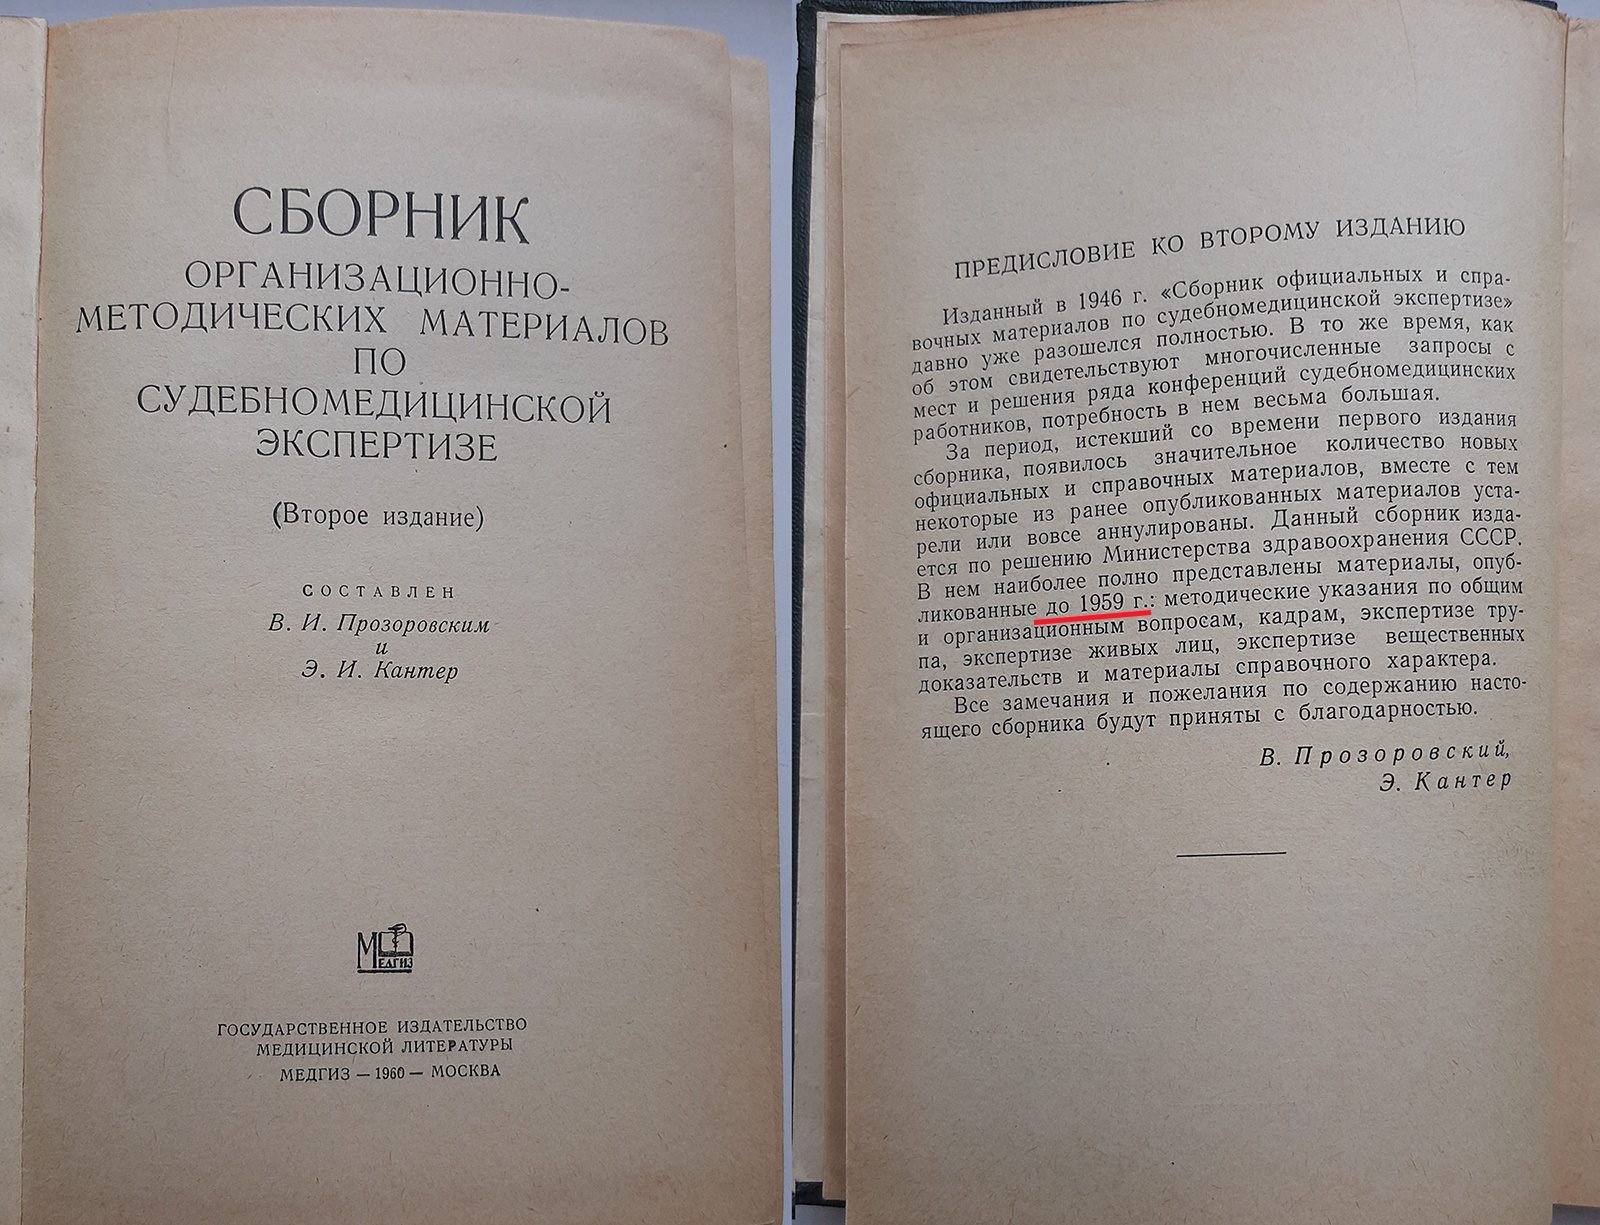 СБОРНИК
ОРГАНИЗАЦИОННО-
МЕТОДИЧЕСКИХ МАТЕРИАЛОВ
ПО
СУДЕБНОМЕДИЦИНСКОЙ
ЭКСПЕРТИЗЕ
(Второе издание)
СОСТАВЛЕН
В. И. Прозоровским
и
Э. И. Кантер
МЕДГИЗ
ГОСУДАРСТВЕННОЕ ИЗДАТЕЛЬСТВО
МЕДИЦИНСКОЙ ЛИТЕРАТУРЫ
МЕДГИЗ — 1960 — МОСКВА
ПРЕДИСЛОВИЕ КО ВТОРОМУ ИЗДАНИЮ
Изданный в 1946 г. «Сборник официальных и спра-
вочных материалов по судебномедицинской экспертизе»
давно уже разошелся полностью. В то же время, как
об этом свидетельствуют многочисленные запросы с
мест и решения ряда конференций судебномедицинских
работников, потребность в нем весьма большая.
За период, истекший со времени первого издания
сборника, появилось значительное количество новых
официальных и справочных материалов, вместе с тем
некоторые из ранее опубликованных материалов уста-
рели или вовсе аннулированы. Данный сборник изда-
ется по решению Министерства здравоохранения СССР.
В нем наиболее полно представлены материалы, опуб-
ликованные до 1959 г.: методические указания по общим
и организационным вопросам, кадрам, экспертизе тру-
па, экспертизе живых лиц, экспертизе вещественных
доказательств и материалы справочного характера.
Все замечания и пожелания по содержанию насто-
ящего сборника будут приняты с благодарностью.
В. Прозоровский,
Э. Кантер